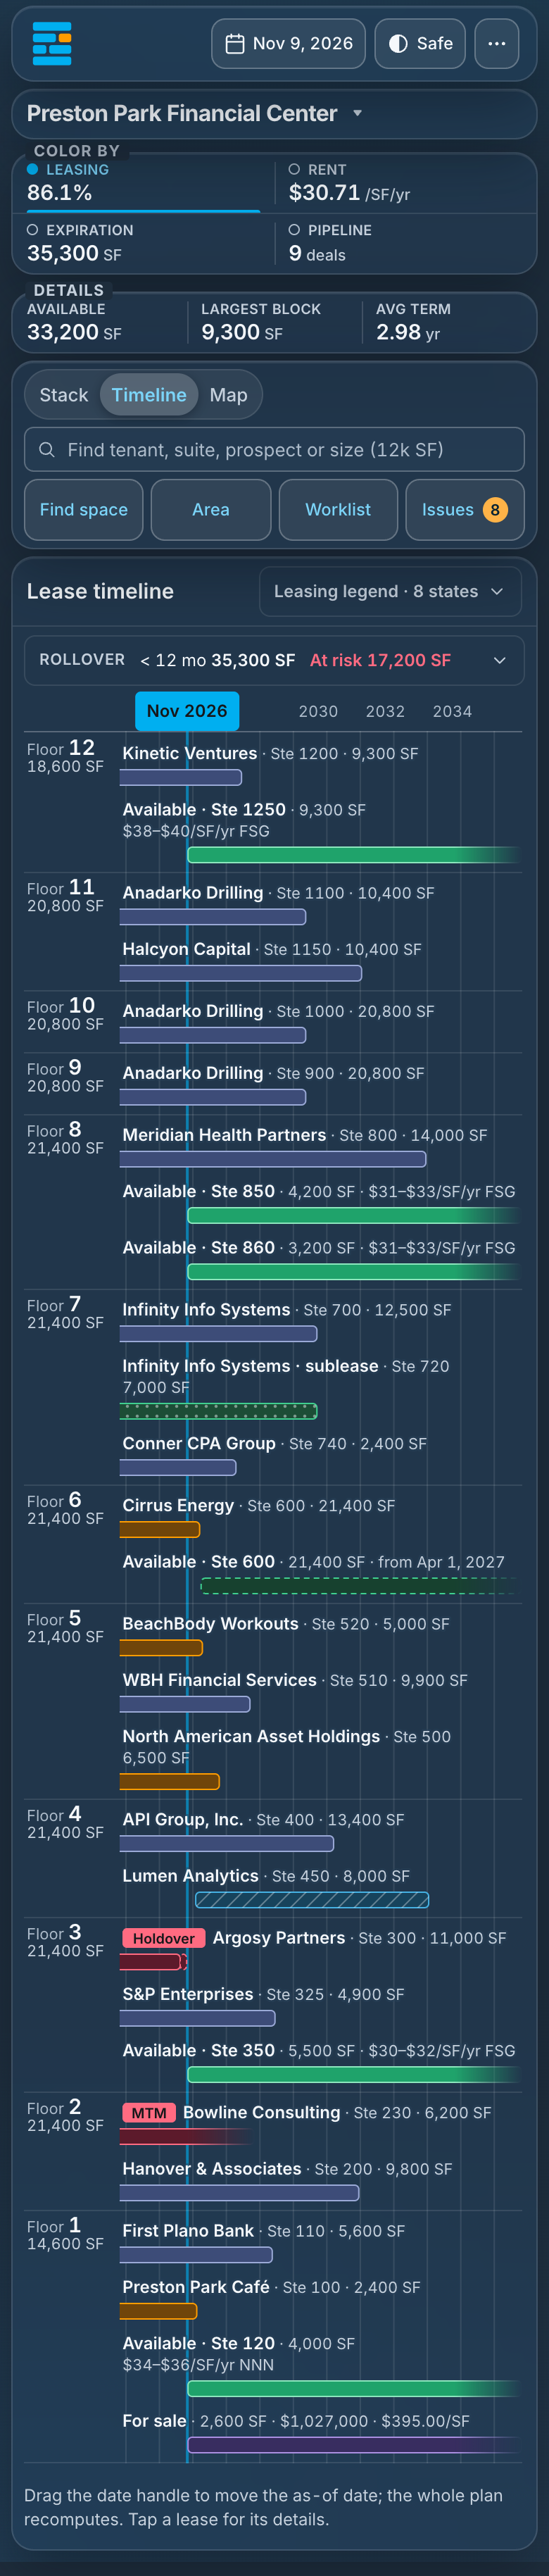 Nov 9, 2026 Safe ···
Preston Park Financial Center
COLOR BY
LEASING RENT
86.1% $30.71 /SF/yr
EXPIRATION PIPELINE
35,300 SF 9 deals
DETAILS
AVAILABLE LARGEST BLOCK AVG TERM
33,200 SF 9,300 SF 2.98 yr
Stack Timeline Map
Find tenant, suite, prospect or size (12k SF)
Find space Area Worklist Issues 8
Lease timeline Leasing legend · 8 states
ROLLOVER < 12 mo 35,300 SF At risk 17,200 SF
Nov 2026 2030 2032 2034
Floor 12 Kinetic Ventures · Ste 1200 · 9,300 SF
18,600 SF
Available · Ste 1250 · 9,300 SF
$38–$40/SF/yr FSG
Floor 11 Anadarko Drilling · Ste 1100 · 10,400 SF
20,800 SF
Halcyon Capital · Ste 1150 · 10,400 SF
Floor 10 Anadarko Drilling · Ste 1000 · 20,800 SF
20,800 SF
Floor 9 Anadarko Drilling · Ste 900 · 20,800 SF
20,800 SF
Floor 8 Meridian Health Partners · Ste 800 · 14,000 SF
21,400 SF
Available · Ste 850 · 4,200 SF · $31–$33/SF/yr FSG
Available · Ste 860 · 3,200 SF · $31–$33/SF/yr FSG
Floor 7 Infinity Info Systems · Ste 700 · 12,500 SF
21,400 SF
Infinity Info Systems · sublease · Ste 720
7,000 SF
Conner CPA Group · Ste 740 · 2,400 SF
Floor 6 Cirrus Energy · Ste 600 · 21,400 SF
21,400 SF
Available · Ste 600 · 21,400 SF · from Apr 1, 2027
Floor 5 BeachBody Workouts · Ste 520 · 5,000 SF
21,400 SF
WBH Financial Services · Ste 510 · 9,900 SF
North American Asset Holdings · Ste 500
6,500 SF
Floor 4 API Group, Inc. · Ste 400 · 13,400 SF
21,400 SF
Lumen Analytics · Ste 450 · 8,000 SF
Floor 3 Holdover Argosy Partners · Ste 300 · 11,000 SF
21,400 SF
S&P Enterprises · Ste 325 · 4,900 SF
Available · Ste 350 · 5,500 SF · $30–$32/SF/yr FSG
Floor 2 MTM Bowline Consulting · Ste 230 · 6,200 SF
21,400 SF
Hanover & Associates · Ste 200 · 9,800 SF
Floor 1 First Plano Bank · Ste 110 · 5,600 SF
14,600 SF
Preston Park Café · Ste 100 · 2,400 SF
Available · Ste 120 · 4,000 SF
$34–$36/SF/yr NNN
For sale · 2,600 SF · $1,027,000 · $395.00/SF
Drag the date handle to move the as-of date; the whole plan
recomputes. Tap a lease for its details.